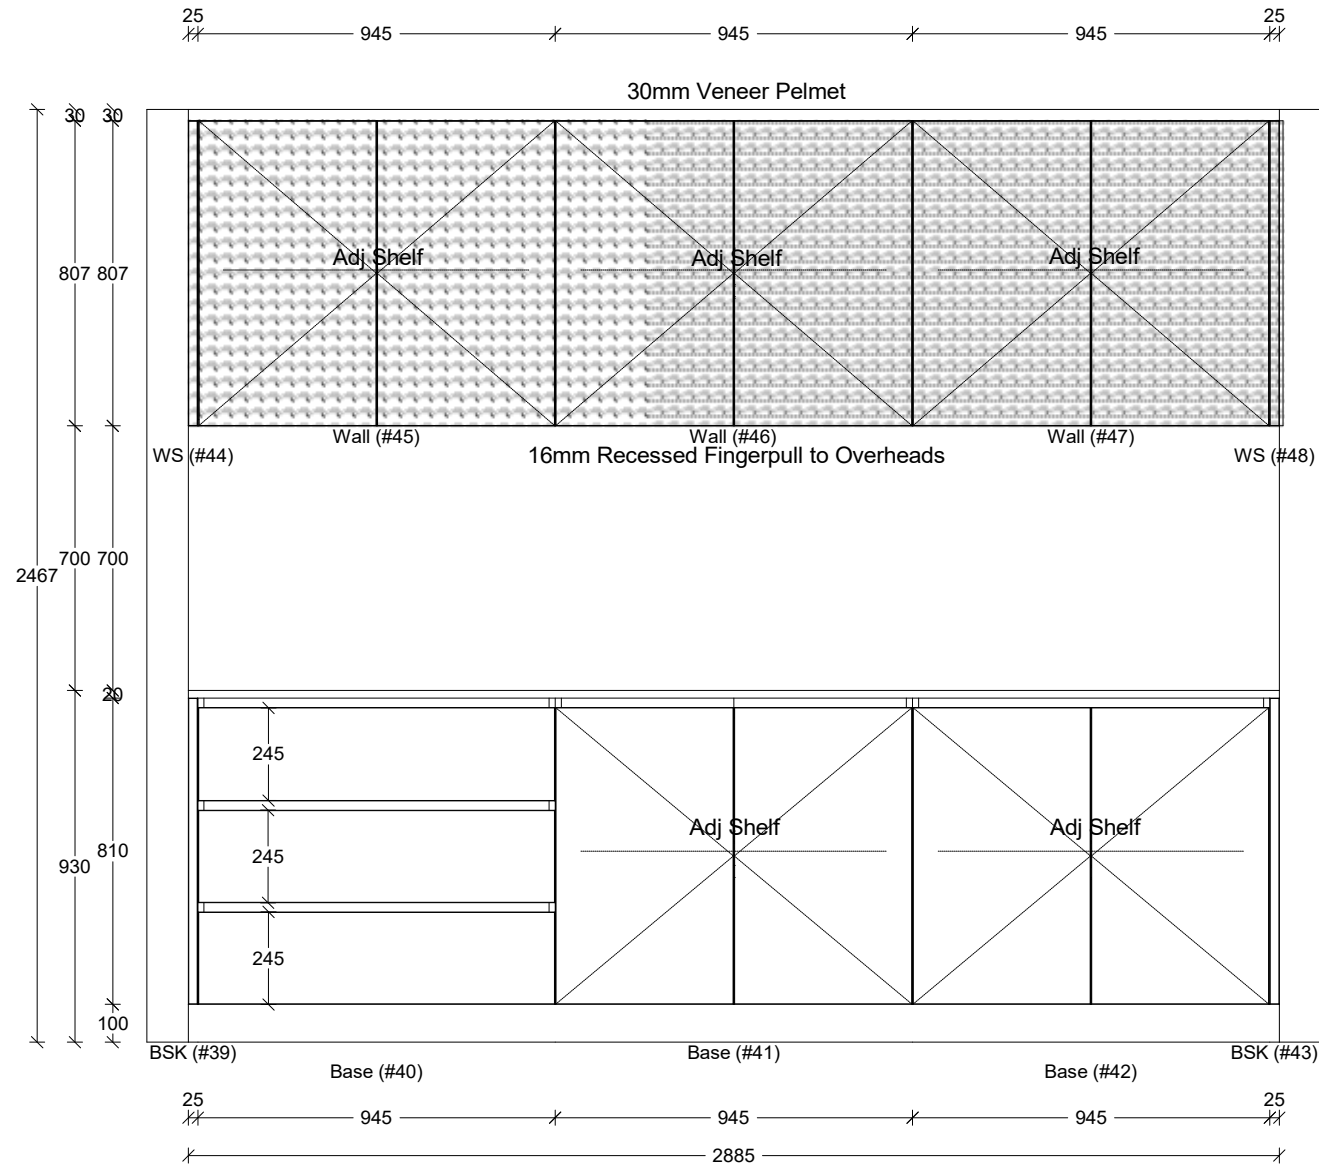 25 945 945 945 25
30mm Veneer Pelmet
30 30
Adj Shelf Adj Shelf Adj Shelf
807 807
Wall (#45) Wall (#46) Wall (#47)
WS (#44) 16mm Recessed Fingerpull to Overheads WS (#48)
700 700
2467
20
245
Adj Shelf Adj Shelf
245
930 810
245
100
BSK (#39) Base (#41) BSK (#43)
Base (#40) Base (#42)
25 945 945 945 25
2885